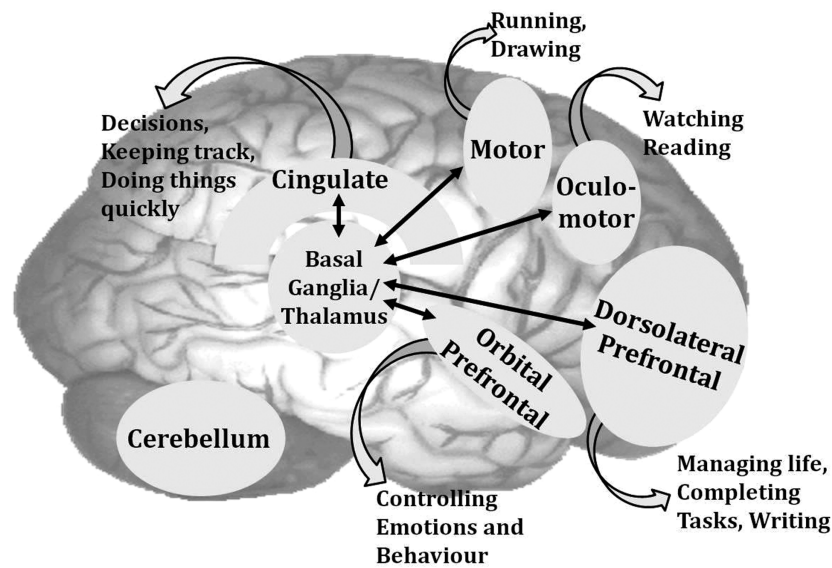 Running,
Drawing
Decisions,
Keeping track,
Doing things
quickly
Watching
Reading
Cingulate
Motor
Oculo-
motor
Basal
Ganglia/
Thalamus
Orbital
Prefrontal
Dorsolateral
Prefrontal
Cerebellum
Controlling
Emotions and
Behaviour
Managing life,
Completing
Tasks, Writing